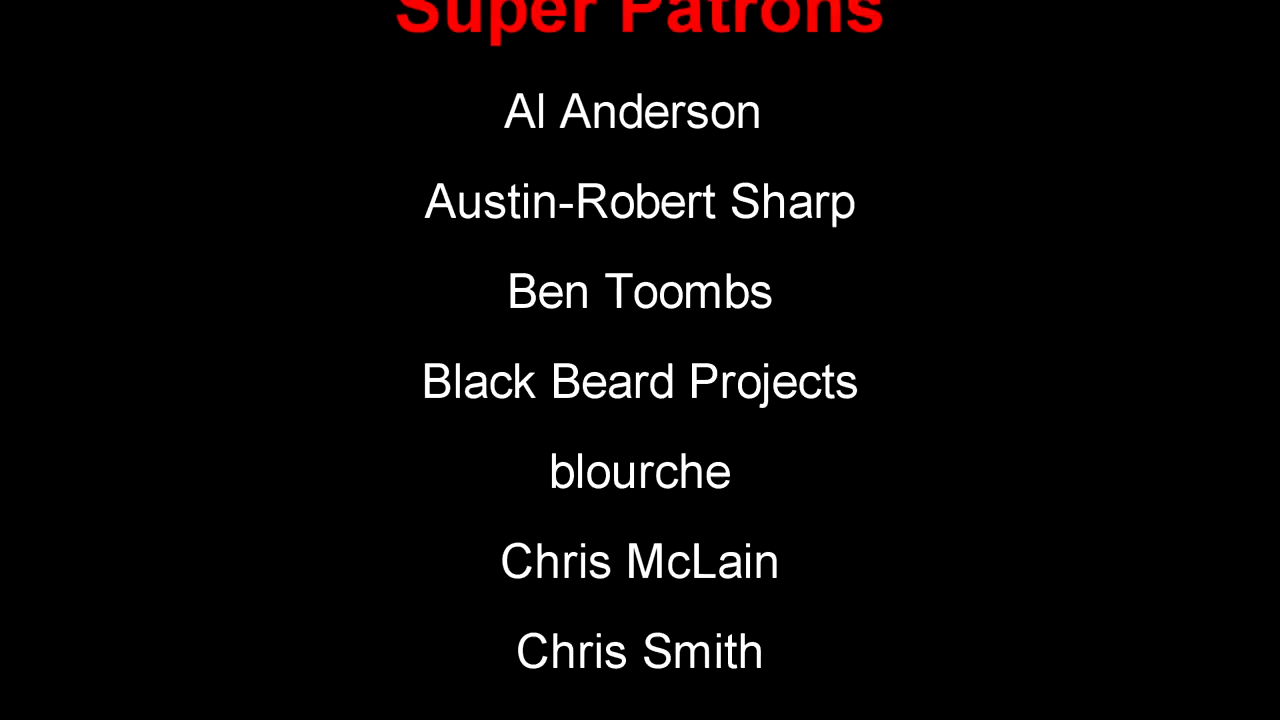 Super Patrons
Al Anderson
Austin-Robert Sharp
Ben Toombs
Black Beard Projects
blourche
Chris McLain
Chris Smith